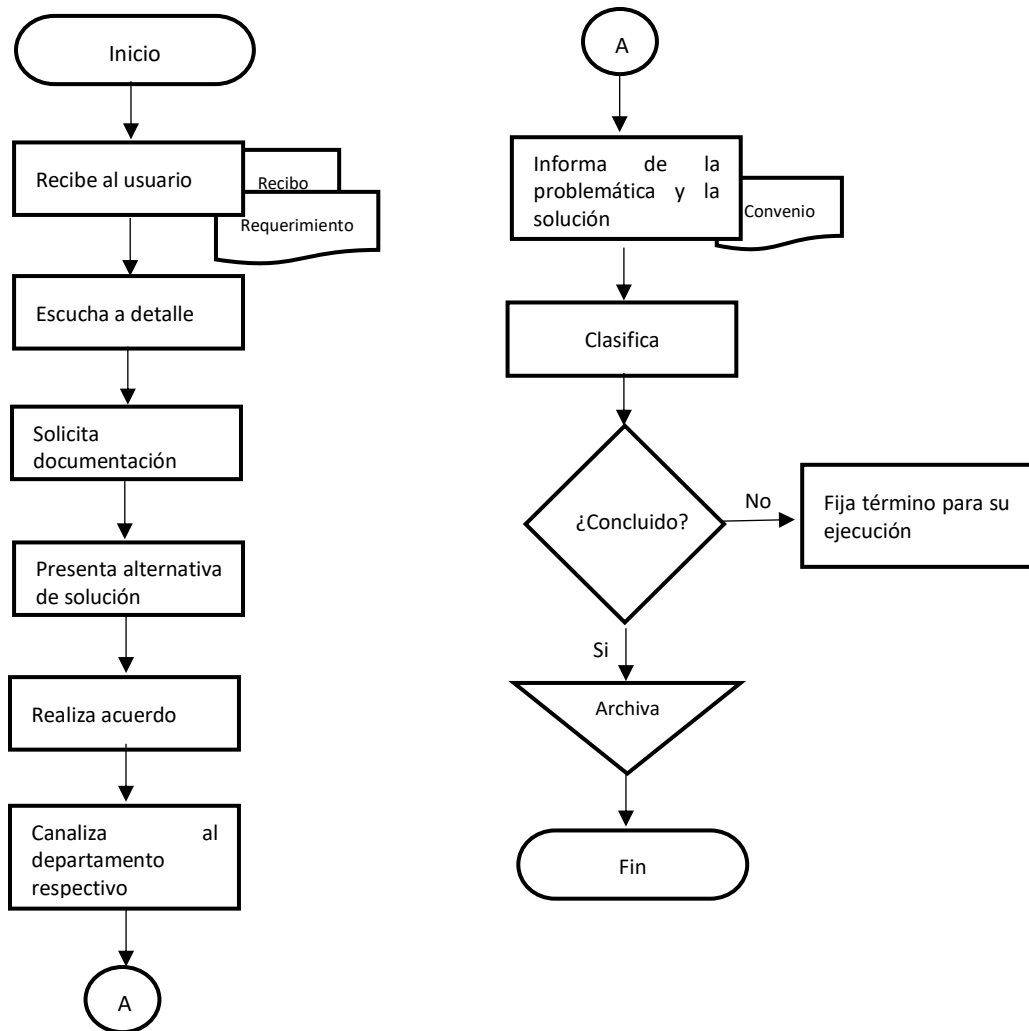 Inicio
Recibe al usuario
Recibo
Requerimiento
Escucha a detalle
Solicita
documentación
Presenta alternativa
de solución
Realiza acuerdo
Canaliza al
departamento
respectivo
A
A
Informa de la
problemática y la
solución
Convenio
Clasifica
¿Concluido?
No
Fija término para su
ejecución
Si
Archiva
Fin